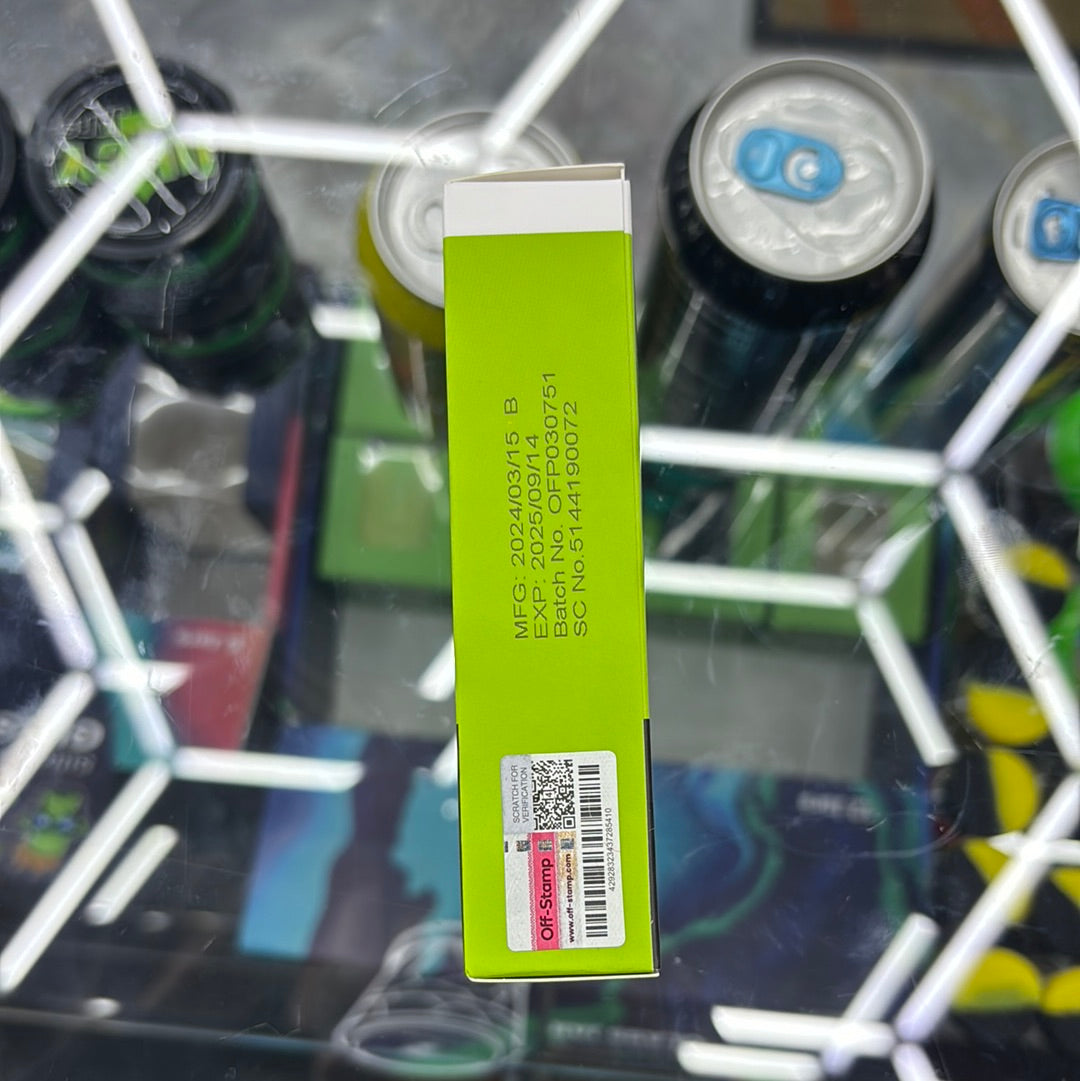 MFG: 2024/03/15 B
EXP: 2025/09/14
Batch No. OFP030751
SC No.5144190072
SCRATCH FOR
VERIFICATION
Off-Stamp
www.off-stamp.com
42928323437285410